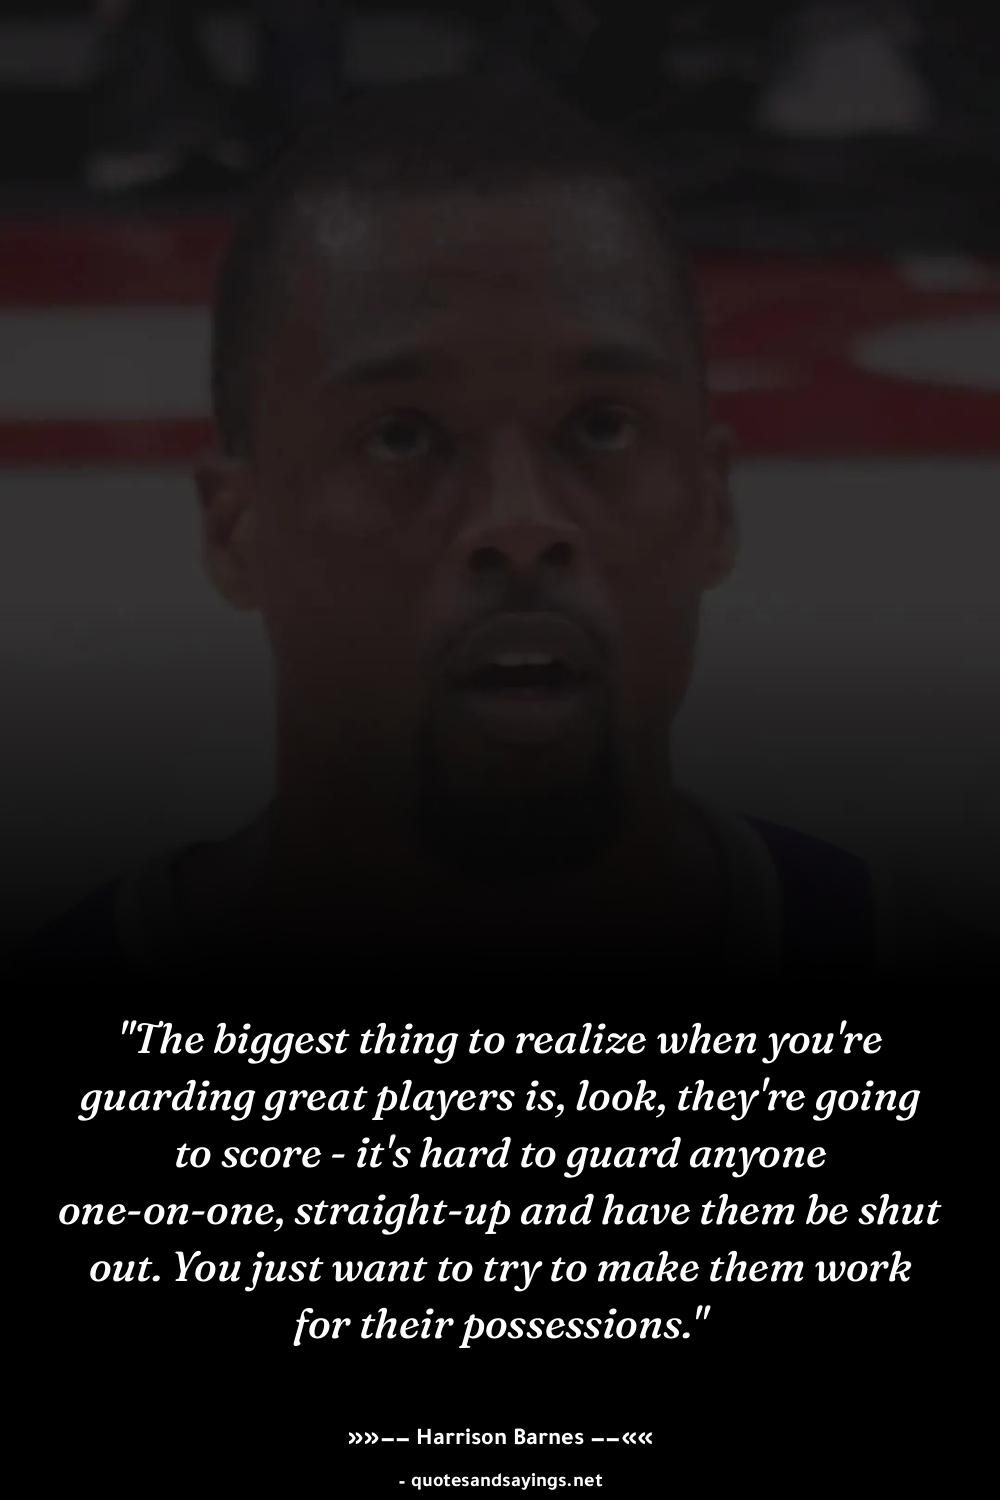 "The biggest thing to realize when you're
guarding great players is, look, they're going
to score - it's hard to guard anyone
one-on-one, straight-up and have them be shut
out. You just want to try to make them work
for their possessions."
»»–– Harrison Barnes ––««
- quotesandsayings.net